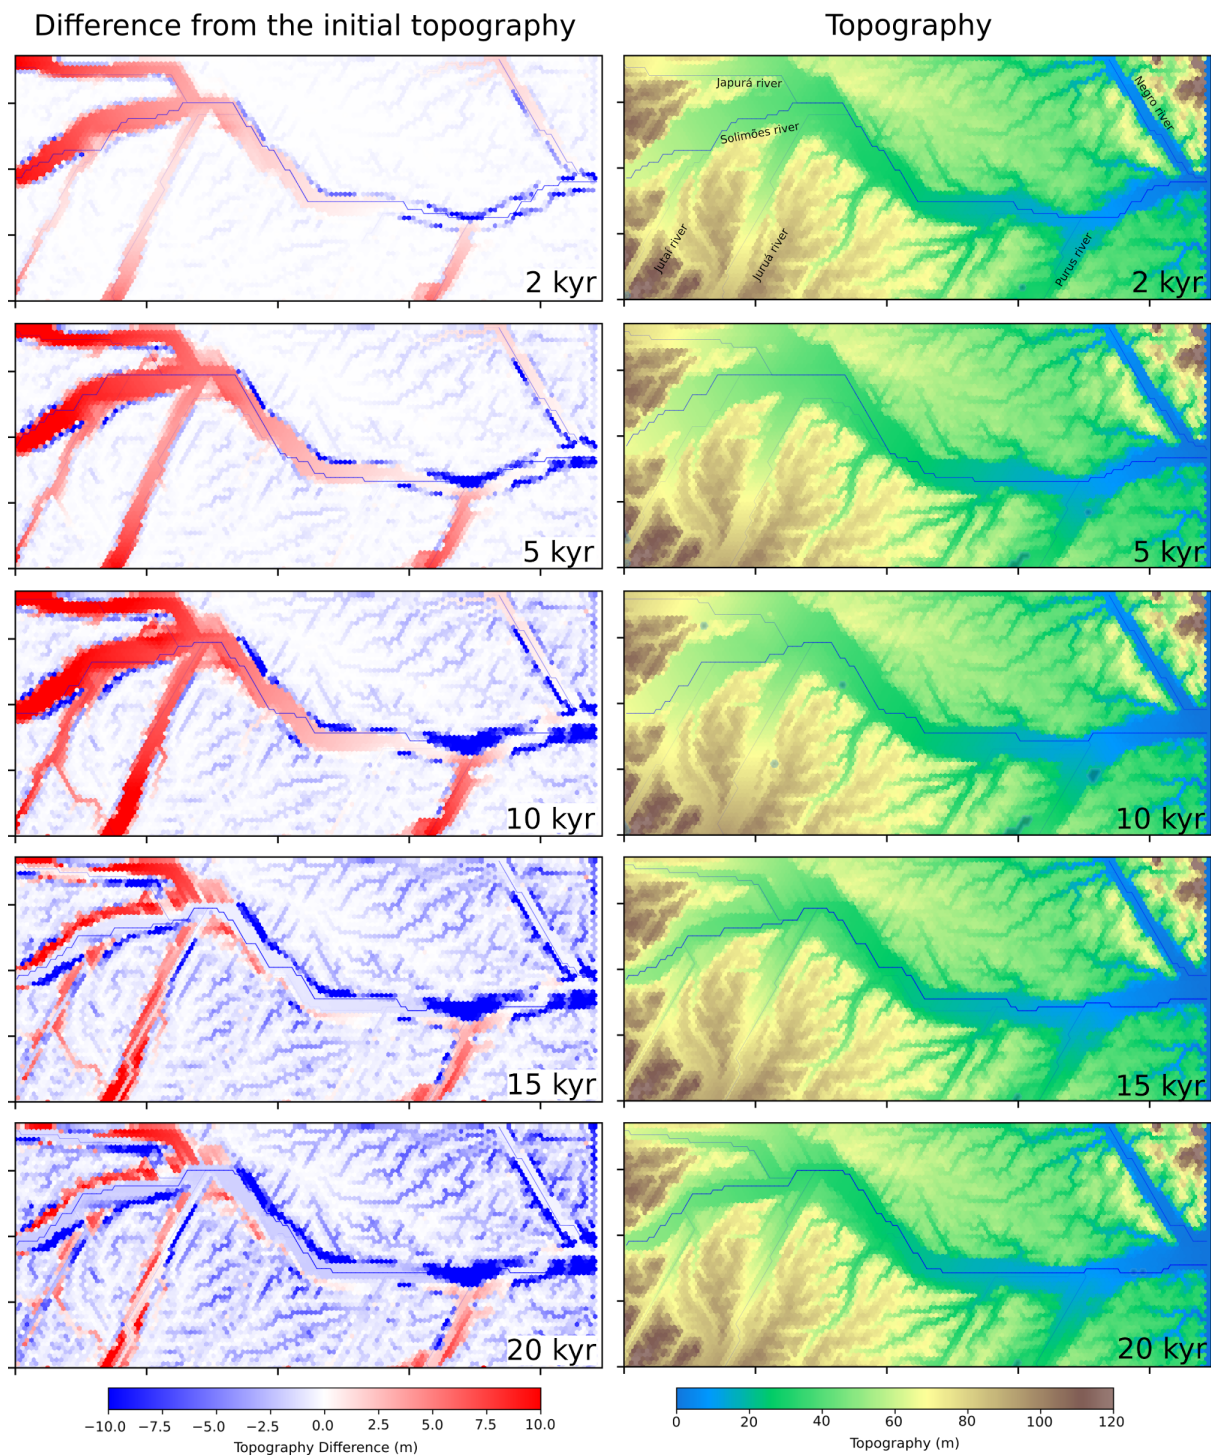 Difference from the initial topography
Topography
2 kyr
Japurá river
Solimões river
Negro river
Jutaí river
Juruá river
Purus river
2 kyr
5 kyr
5 kyr
10 kyr
10 kyr
15 kyr
15 kyr
20 kyr
20 kyr
−10.0 −7.5 −5.0 −2.5 0.0 2.5 5.0 7.5 10.0
Topography Difference (m)
0 20 40 60 80 100 120
Topography (m)